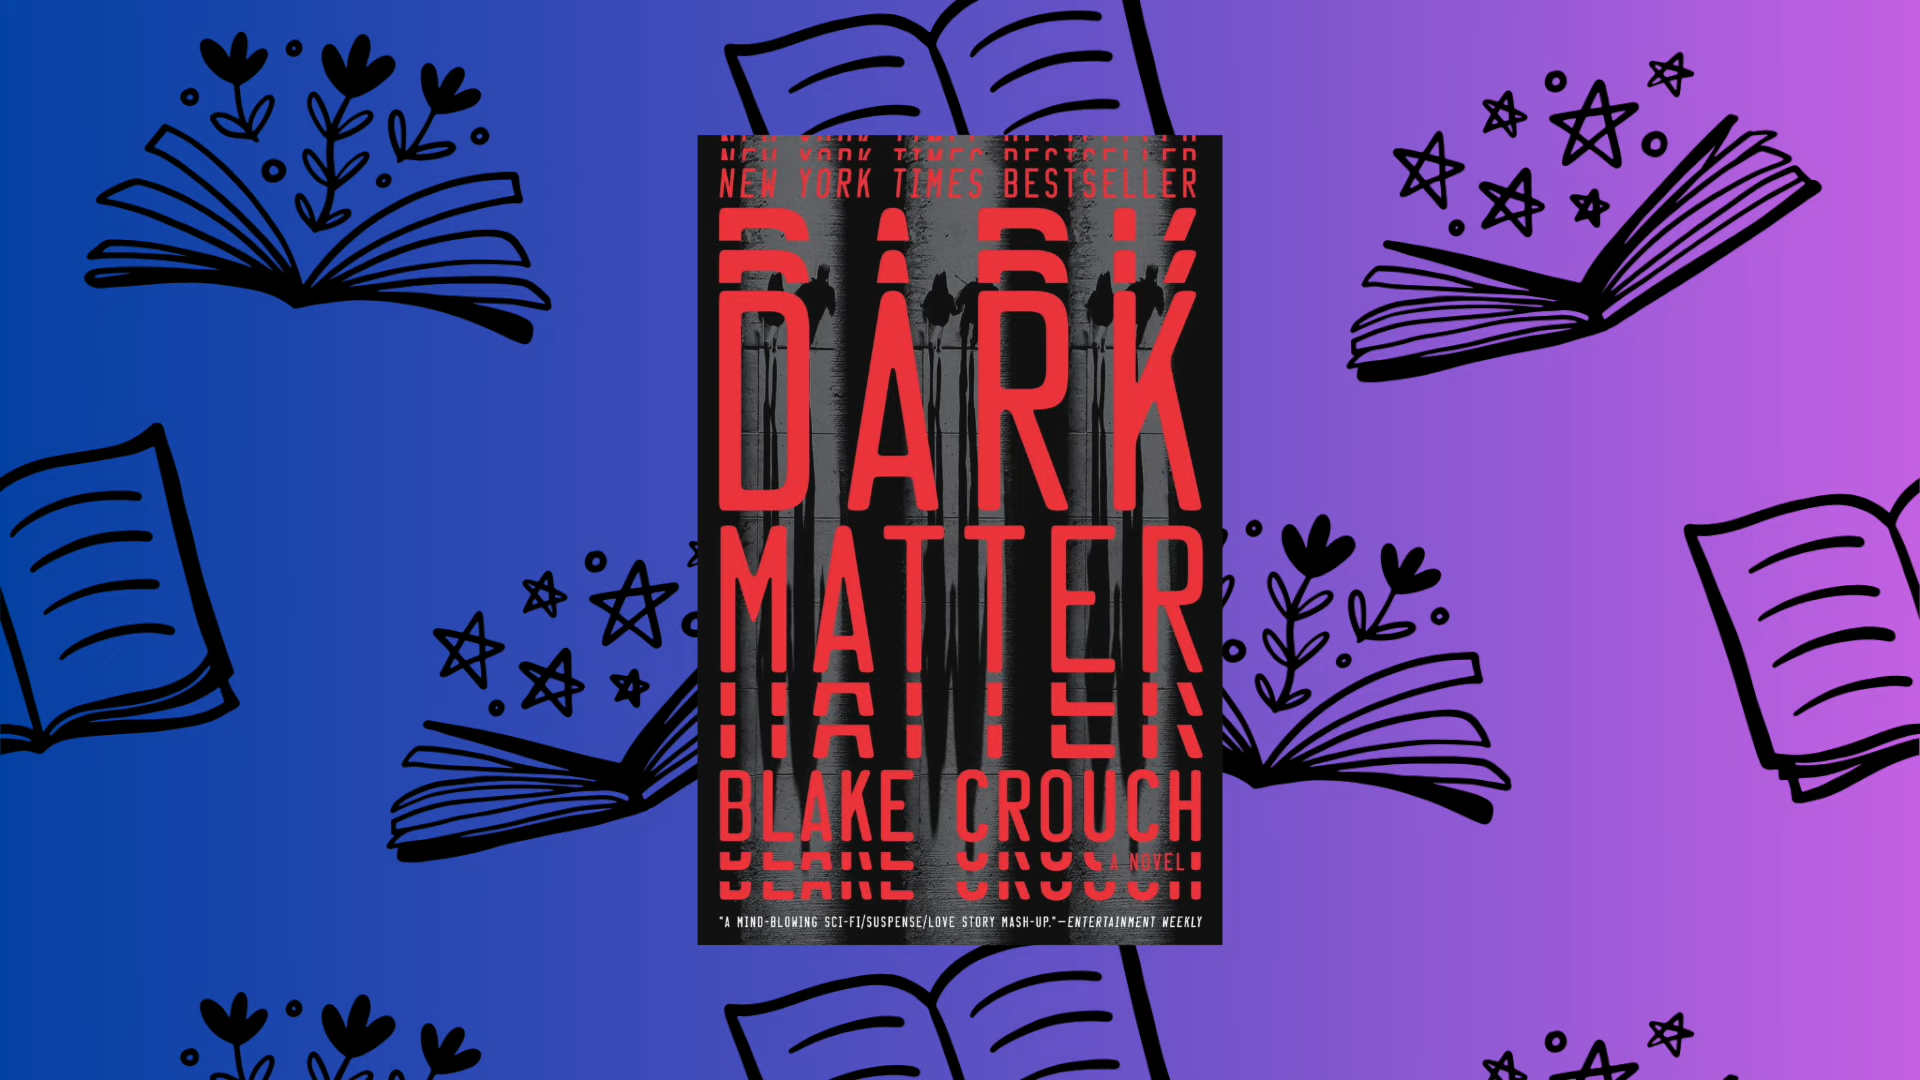 NEW YORK TIMES BESTSELLER
DARK
MATTER
BLAKE CROUCH
A NOVEL
"A MIND-BLOWING SCI-FI/SUSPENSE/LOVE STORY MASH-UP."—ENTERTAINMENT WEEKLY